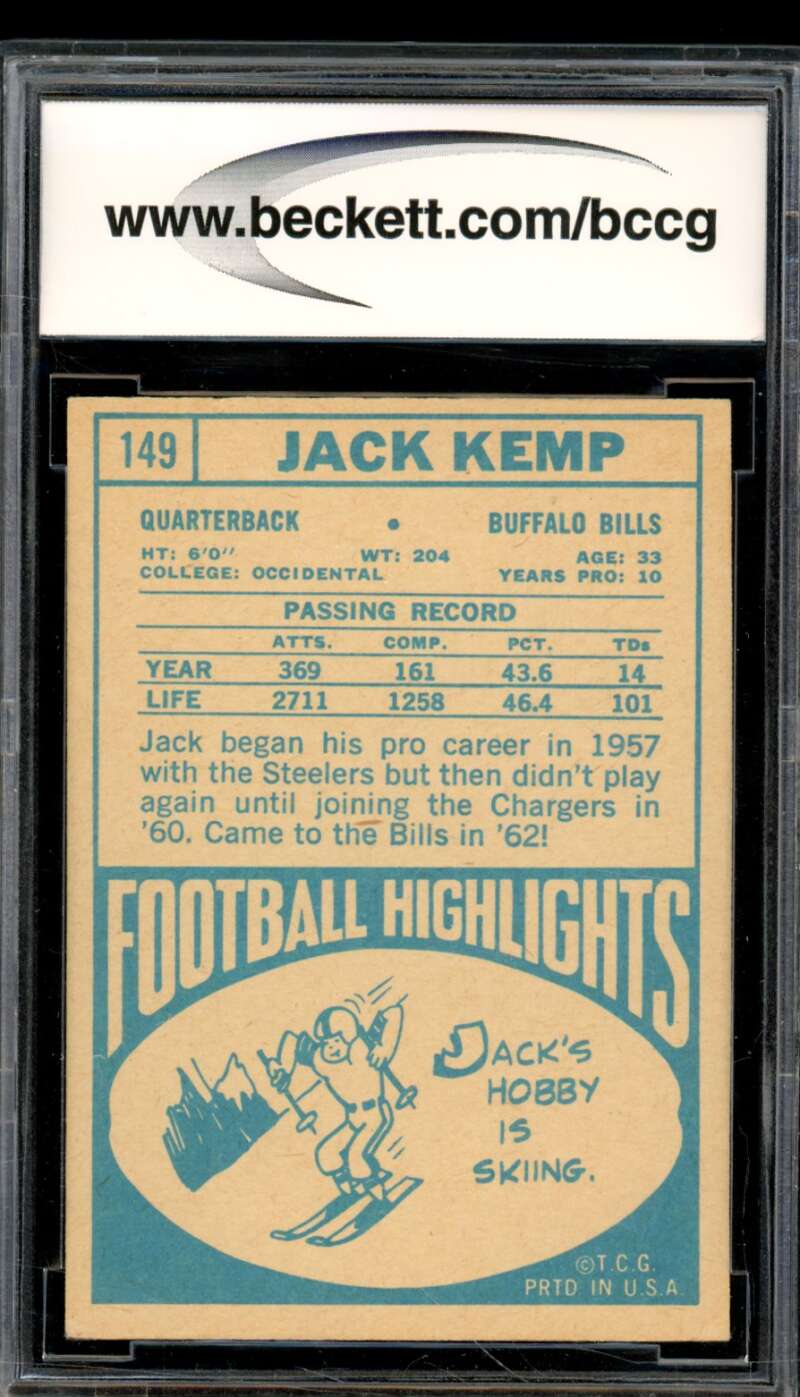 www.beckett.com/bccg
149 JACK KEMP
QUARTERBACK • BUFFALO BILLS
HT: 6'0'' WT: 204 AGE: 33
COLLEGE: OCCIDENTAL YEARS PRO: 10
PASSING RECORD
ATTS. COMP. PCT. TDs
YEAR 369 161 43.6 14
LIFE 2711 1258 46.4 101
Jack began his pro career in 1957
with the Steelers but then didn't play
again until joining the Chargers in
'60. Came to the Bills in '62!
FOOTBALL HIGHLIGHTS
JACK'S
HOBBY
IS
SKIING.
©T.C.G.
PRTD IN U.S.A.